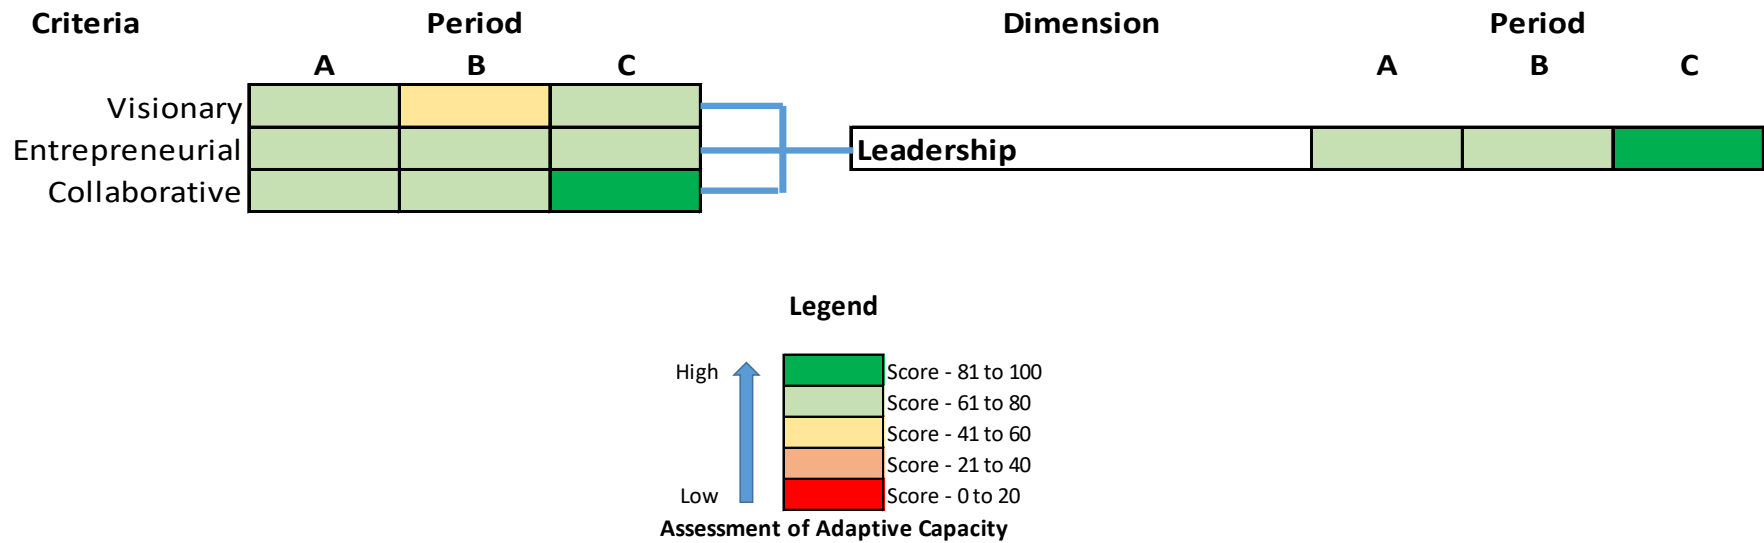 Criteria Period Dimension Period
A B C A B C
Visionary
Entrepreneurial Leadership
Collaborative
Legend
High Score - 81 to 100
Score - 61 to 80
Score - 41 to 60
Score - 21 to 40
Low Score - 0 to 20
Assessment of Adaptive Capacity